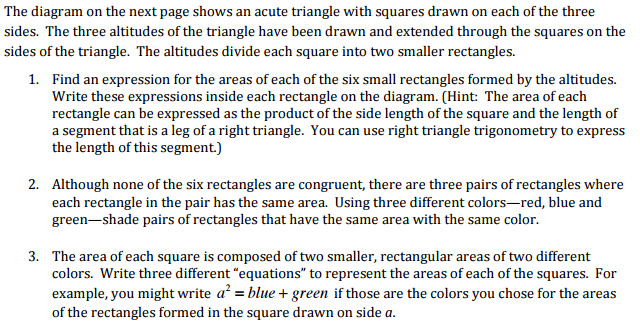 The diagram on the next page shows an acute triangle with squares drawn on each of the three
sides. The three altitudes of the triangle have been drawn and extended through the squares on the
sides of the triangle. The altitudes divide each square into two smaller rectangles.
1. Find an expression for the areas of each of the six small rectangles formed by the altitudes.
Write these expressions inside each rectangle on the diagram. (Hint: The area of each
rectangle can be expressed as the product of the side length of the square and the length of
a segment that is a leg of a right triangle. You can use right triangle trigonometry to express
the length of this segment.)
2. Although none of the six rectangles are congruent, there are three pairs of rectangles where
each rectangle in the pair has the same area. Using three different colors—red, blue and
green—shade pairs of rectangles that have the same area with the same color.
3. The area of each square is composed of two smaller, rectangular areas of two different
colors. Write three different "equations" to represent the areas of each of the squares. For
example, you might write a² = blue + green if those are the colors you chose for the areas
of the rectangles formed in the square drawn on side a.